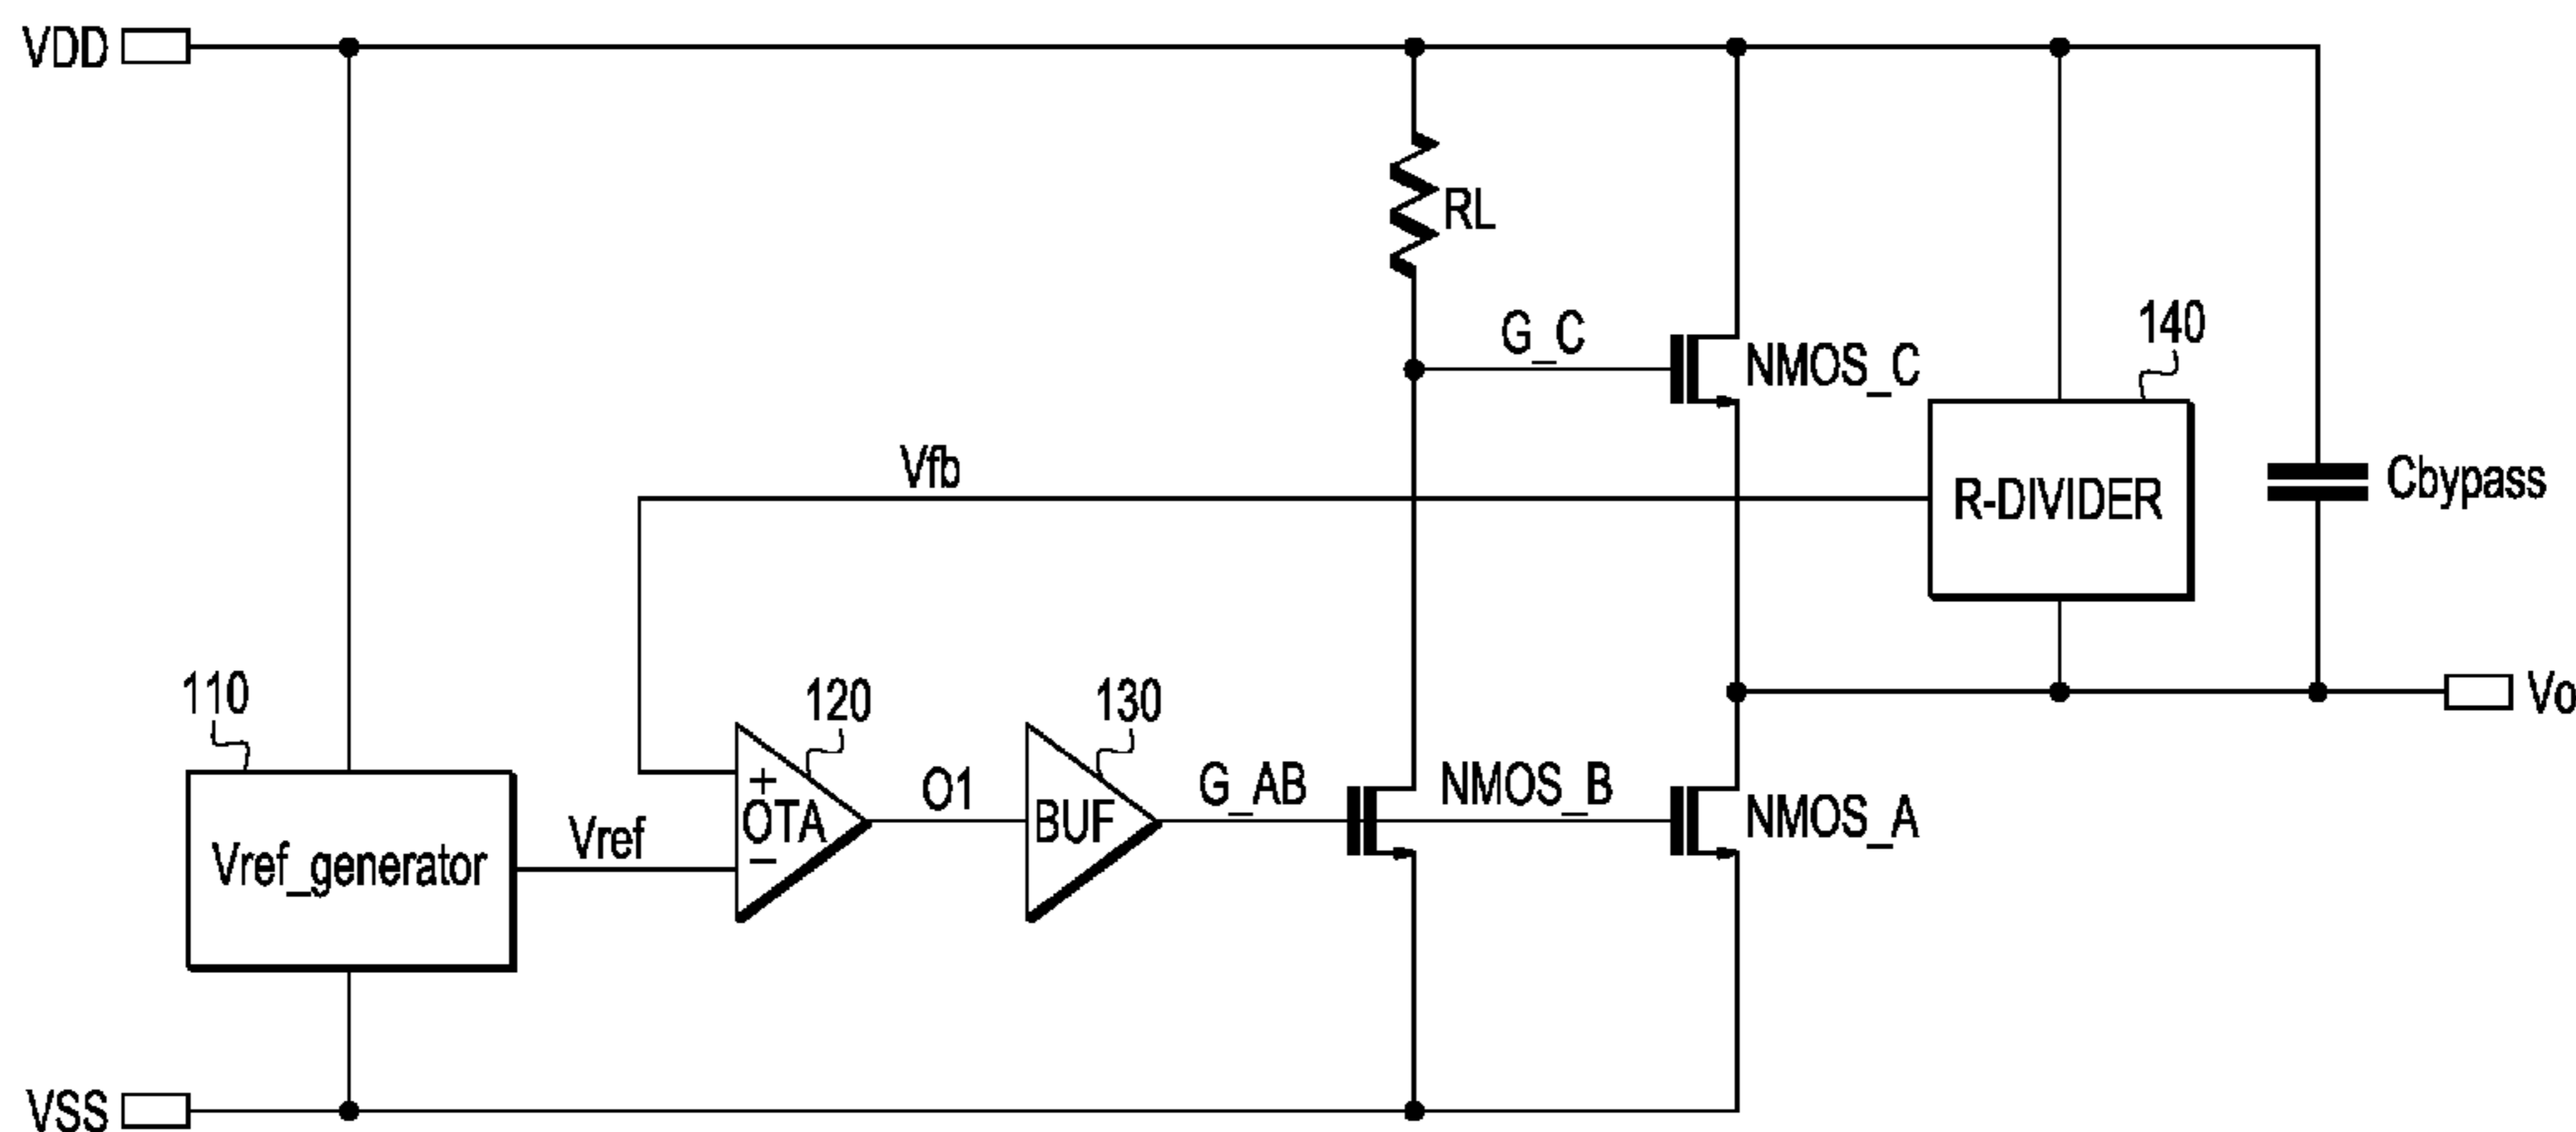 VDD
RL
G_C
NMOS_C
140
Vfb
R-DIVIDER
Cbypass
110
120
130
Vo
Vref_generator
Vref
+
OTA
−
O1
BUF
G_AB
NMOS_B
NMOS_A
VSS